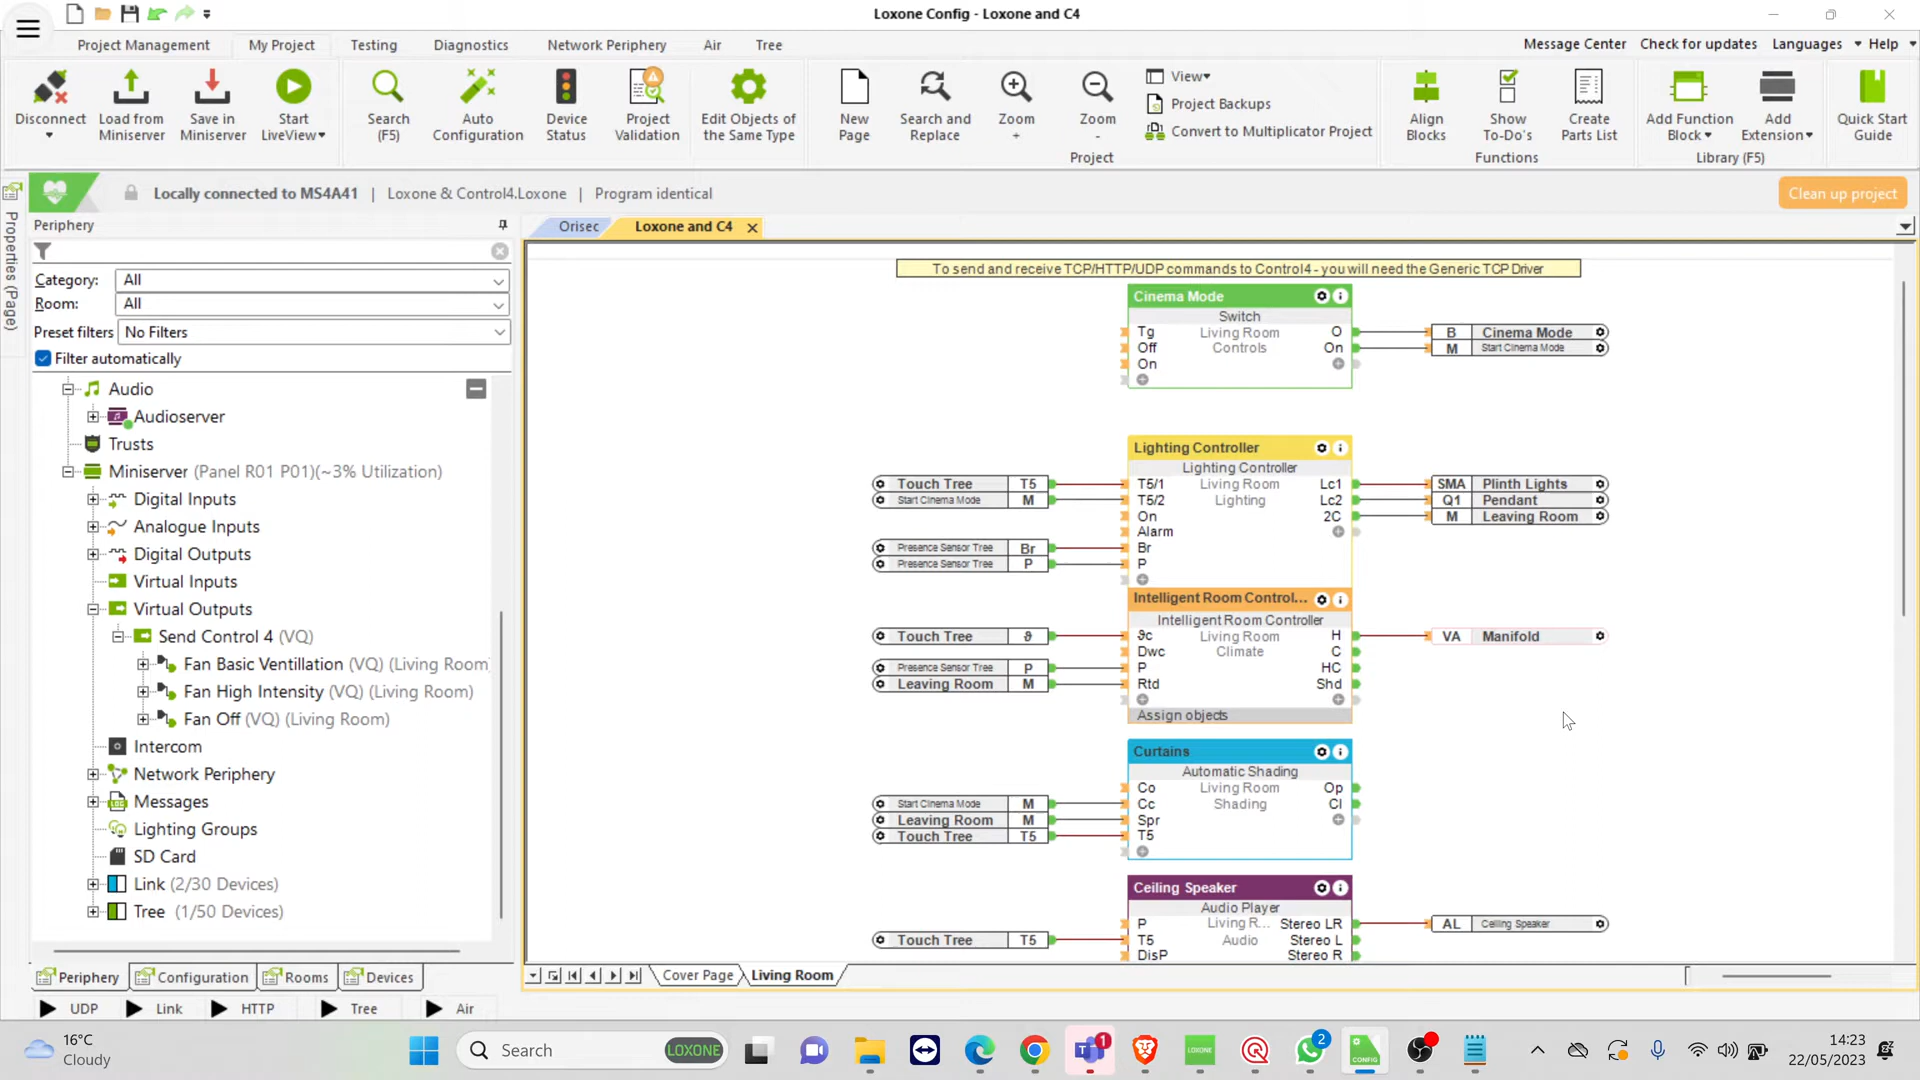 Loxone Config - Loxone and C4
Project Management My Project Testing Diagnostics Network Periphery Air Tree
Message Center Check for updates Languages Help
Disconnect
Load from Miniserver
Save in Miniserver
Start LiveView
Search (F5)
Auto Configuration
Device Status
Project Validation
Edit Objects of the Same Type
New Page
Search and Replace
Zoom +
Zoom -
View
Project Backups
Convert to Multiplicator Project
Project
Align Blocks
Show To-Do's
Create Parts List
Functions
Add Function Block
Add Extension
Library (F5)
Quick Start Guide
Locally connected to MS4A41 | Loxone & Control4.Loxone | Program identical
Clean up project
Properties (Page)
Periphery
Category: All
Room: All
Preset filters No Filters
Filter automatically
Audio
Audioserver
Trusts
Miniserver (Panel R01 P01)(~3% Utilization)
Digital Inputs
Analogue Inputs
Digital Outputs
Virtual Inputs
Virtual Outputs
Send Control 4 (VQ)
Fan Basic Ventillation (VQ) (Living Room)
Fan High Intensity (VQ) (Living Room)
Fan Off (VQ) (Living Room)
Intercom
Network Periphery
Messages
Lighting Groups
SD Card
Link (2/30 Devices)
Tree (1/50 Devices)
Periphery Configuration Rooms Devices
UDP Link HTTP Tree Air
Orisec Loxone and C4
To send and receive TCP/HTTP/UDP commands to Control4 - you will need the Generic TCP Driver
Cinema Mode
Switch
Tg Living Room O B Cinema Mode
Off Controls On M Start Cinema Mode
On
Lighting Controller
Lighting Controller
Touch Tree T5 T5/1 Living Room Lc1 SMA Plinth Lights
Start Cinema Mode M T5/2 Lighting Lc2 Q1 Pendant
On 2C M Leaving Room
Alarm
Presence Sensor Tree Br Br
Presence Sensor Tree P P
Intelligent Room Control...
Intelligent Room Controller
Touch Tree ϑ ϑc Living Room H VA Manifold
Dwc Climate C
Presence Sensor Tree P P HC
Leaving Room M Rtd Shd
Assign objects
Curtains
Automatic Shading
Co Living Room Op
Start Cinema Mode M Cc Shading Cl
Leaving Room M Spr
Touch Tree T5 T5
Ceiling Speaker
Audio Player
P Living R... Stereo LR AL Ceiling Speaker
Touch Tree T5 T5 Audio Stereo L
DisP Stereo R
Cover Page Living Room
16°C
Cloudy
Search LOXONE
1
LOXONE
2
CONFIG
14:23
22/05/2023